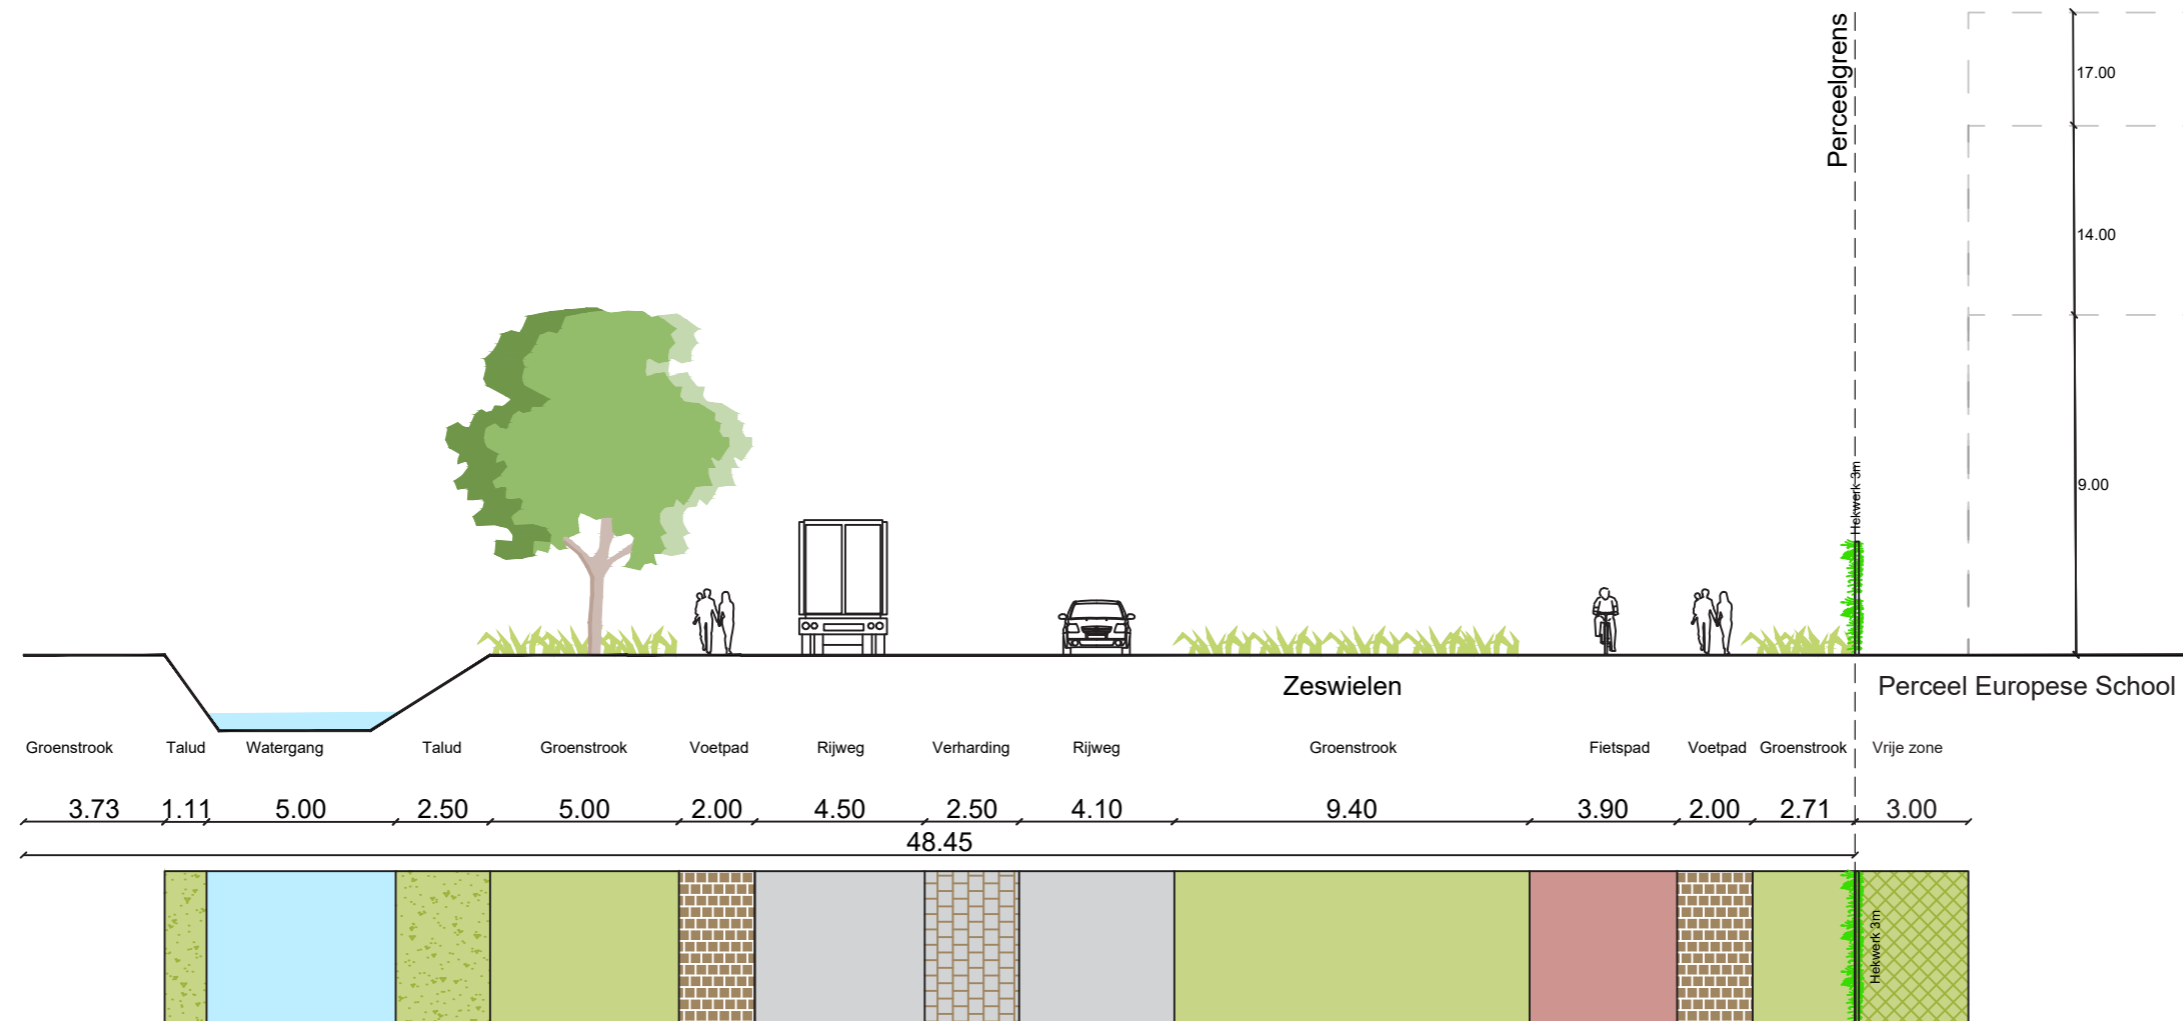 Perceelgrens
17.00
14.00
9.00
Hekwerk 3m
Zeswielen
Perceel Europese School
Groenstrook Talud Watergang Talud Groenstrook Voetpad Rijweg Verharding Rijweg Groenstrook Fietspad Voetpad Groenstrook Vrije zone
3.73 1.11 5.00 2.50 5.00 2.00 4.50 2.50 4.10 9.40 3.90 2.00 2.71 3.00
48.45
Hekwerk 3m